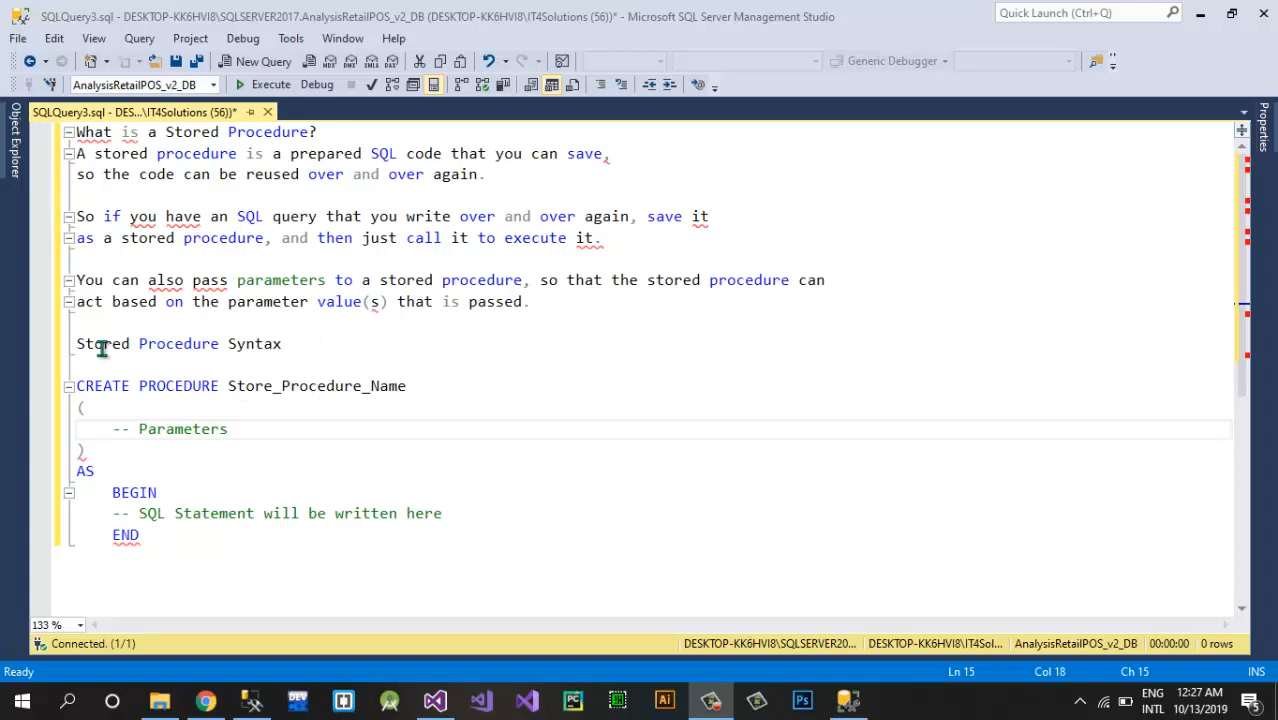 SQLQuery3.sql - DESKTOP-KK6HVI8\SQLSERVER2017.AnalysisRetailPOS_v2_DB (DESKTOP-KK6HVI8\IT4Solutions (56))* - Microsoft SQL Server Management Studio
Quick Launch (Ctrl+Q)
File Edit View Query Project Debug Tools Window Help
New Query
Generic Debugger
AnalysisRetailPOS_v2_DB
Execute Debug
SQLQuery3.sql - DES...\IT4Solutions (56))*
Object Explorer
Properties
What is a Stored Procedure?
A stored procedure is a prepared SQL code that you can save,
so the code can be reused over and over again.
So if you have an SQL query that you write over and over again, save it
as a stored procedure, and then just call it to execute it.
You can also pass parameters to a stored procedure, so that the stored procedure can
act based on the parameter value(s) that is passed.
Stored Procedure Syntax
CREATE PROCEDURE Store_Procedure_Name
(
-- Parameters
)
AS
BEGIN
-- SQL Statement will be written here
END
133 %
Connected. (1/1)
DESKTOP-KK6HVI8\SQLSERVER20... DESKTOP-KK6HVI8\IT4Sol... AnalysisRetailPOS_v2_DB 00:00:00 0 rows
Ready
Ln 15 Col 18 Ch 15 INS
ENG 12:27 AM
INTL 10/13/2019